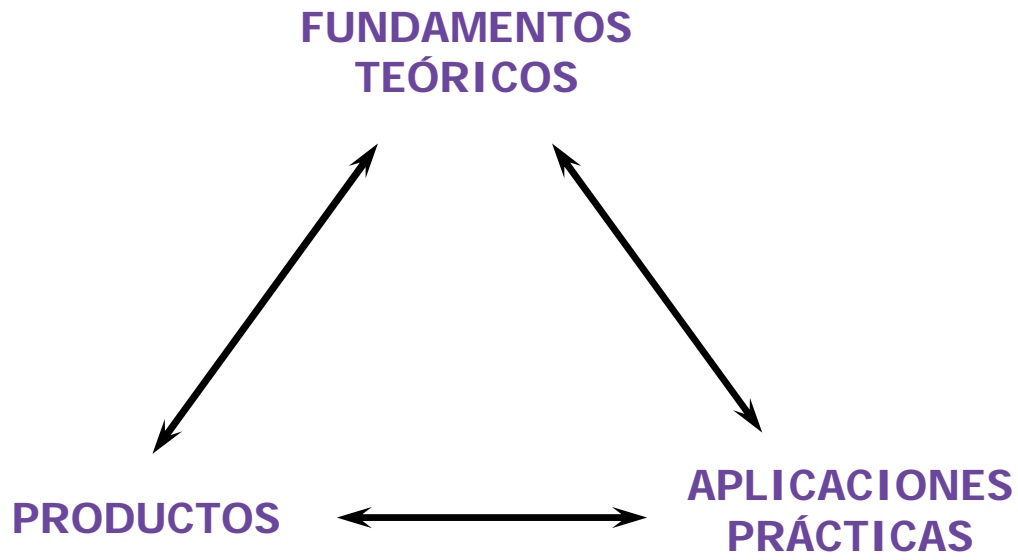 FUNDAMENTOS
TEÓRICOS
PRODUCTOS
APLICACIONES
PRÁCTICAS